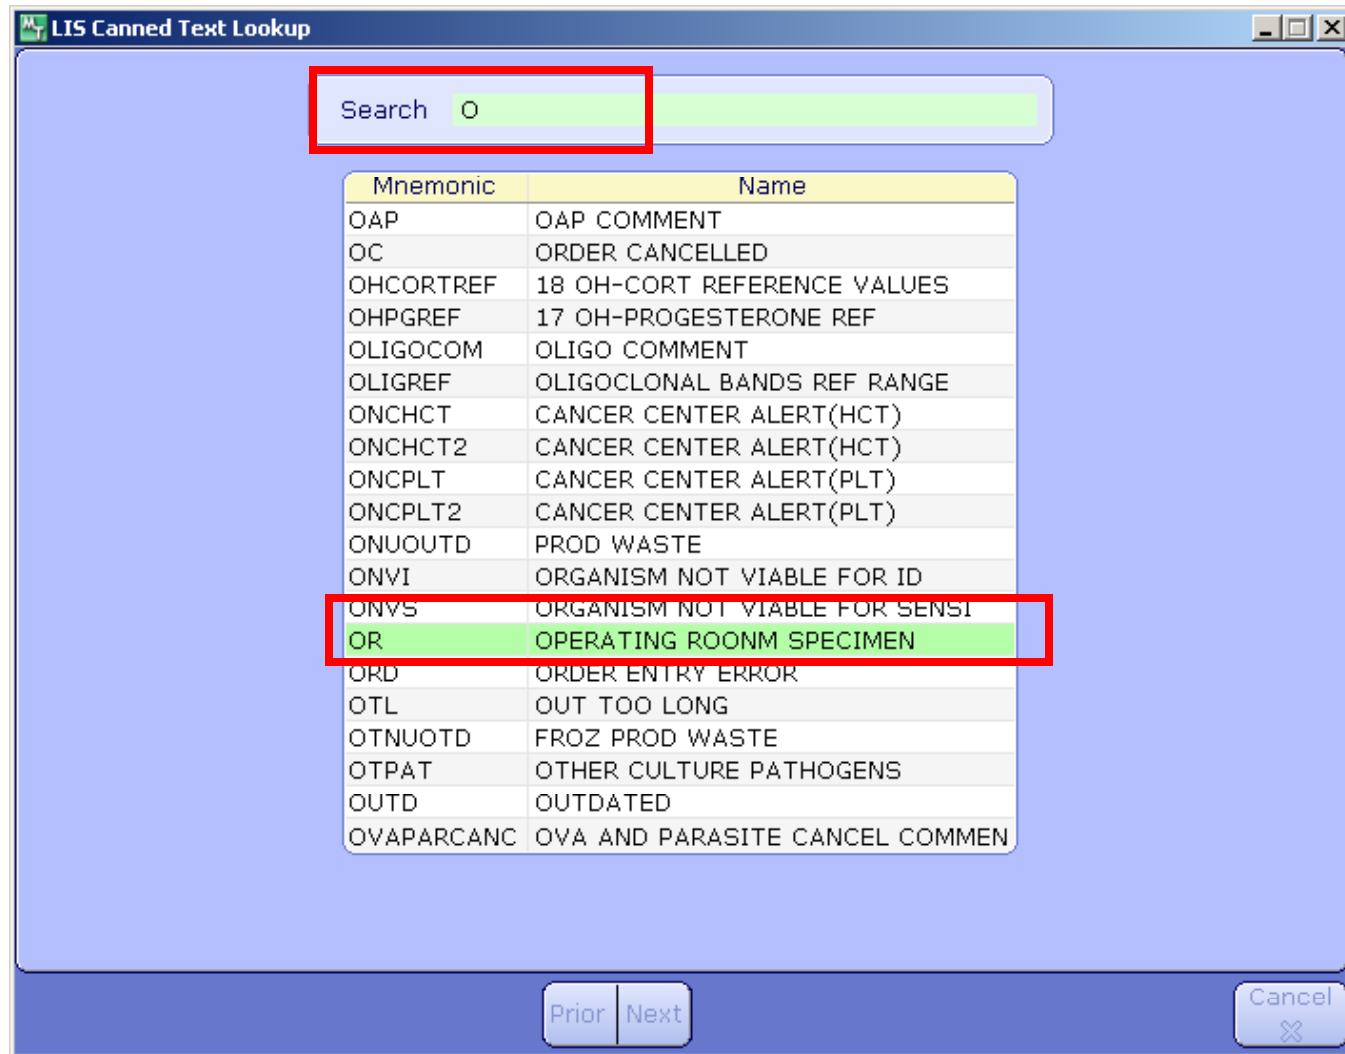 LIS Canned Text Lookup
Search O
Mnemonic Name
OAP OAP COMMENT
OC ORDER CANCELLED
OHCORTREF 18 OH-CORT REFERENCE VALUES
OHPGREF 17 OH-PROGESTERONE REF
OLIGOCOM OLIGO COMMENT
OLIGREF OLIGOCLONAL BANDS REF RANGE
ONCHCT CANCER CENTER ALERT(HCT)
ONCHCT2 CANCER CENTER ALERT(HCT)
ONCPLT CANCER CENTER ALERT(PLT)
ONCPLT2 CANCER CENTER ALERT(PLT)
ONUOUTD PROD WASTE
ONVI ORGANISM NOT VIABLE FOR ID
ONVS ORGANISM NOT VIABLE FOR SENSI
OR OPERATING ROONM SPECIMEN
ORD ORDER ENTRY ERROR
OTL OUT TOO LONG
OTNUOTD FROZ PROD WASTE
OTPAT OTHER CULTURE PATHOGENS
OUTD OUTDATED
OVAPARCANC OVA AND PARASITE CANCEL COMMEN
Prior Next
Cancel